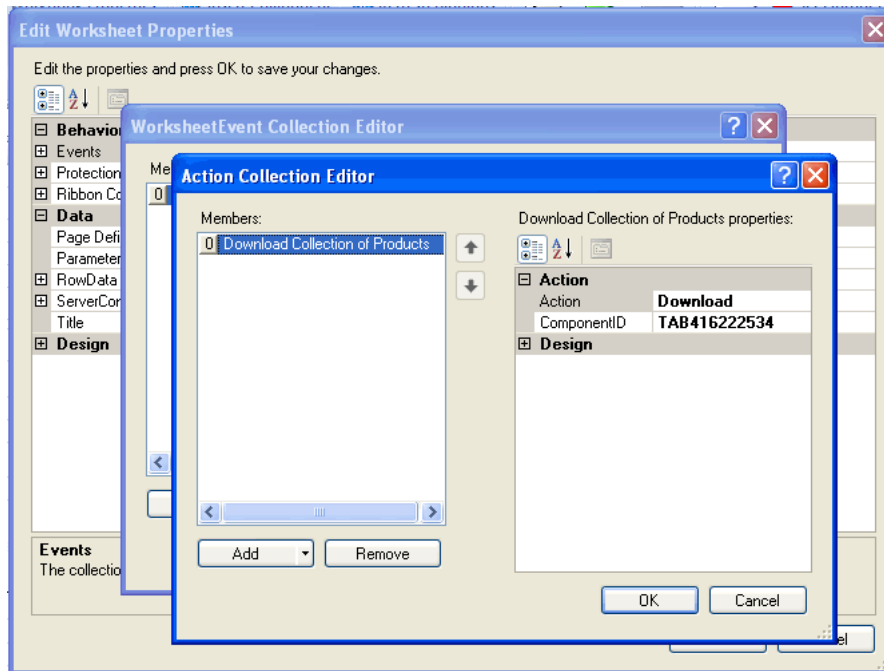 Edit Worksheet Properties
Edit the properties and press OK to save your changes.
Behavio
Events
Protection
Ribbon Co
Data
Page Defi
Parameter
RowData
ServerCon
Title
Design
Events
The collectio
WorksheetEvent Collection Editor
Me
0
Action Collection Editor
Members:
0 Download Collection of Products
Add
Remove
Download Collection of Products properties:
Action
Action Download
ComponentID TAB416222534
Design
OK
Cancel
el